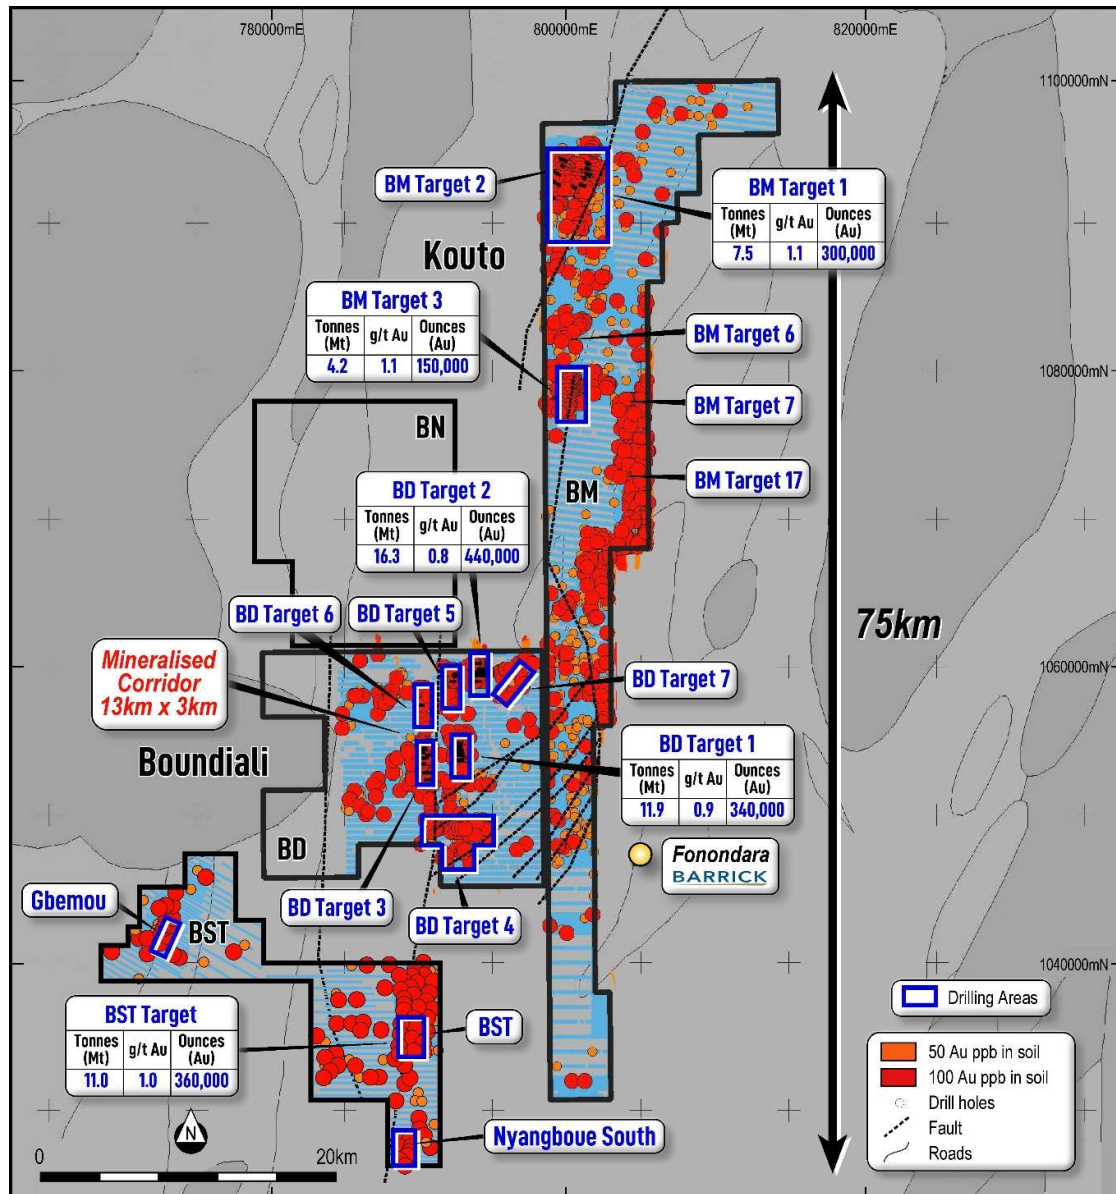 780000mE
800000mE
820000mE
1100000mN
BM Target 2
BM Target 1
Tonnes (Mt) g/t Au Ounces (Au)
7.5 1.1 300,000
Kouto
BM Target 3
Tonnes (Mt) g/t Au Ounces (Au)
4.2 1.1 150,000
BM Target 6
1080000mN
BM Target 7
BN
BM Target 17
BM
BD Target 2
Tonnes (Mt) g/t Au Ounces (Au)
16.3 0.8 440,000
75km
BD Target 6
BD Target 5
Mineralised
Corridor
13km x 3km
1060000mN
BD Target 7
Boundiali
BD Target 1
Tonnes (Mt) g/t Au Ounces (Au)
11.9 0.9 340,000
BD
Fonondara
BARRICK
Gbemou
BST
BD Target 3
BD Target 4
1040000mN
BST Target
Tonnes (Mt) g/t Au Ounces (Au)
11.0 1.0 360,000
BST
Nyangboue South
N
0
20km
Drilling Areas
50 Au ppb in soil
100 Au ppb in soil
Drill holes
Fault
Roads